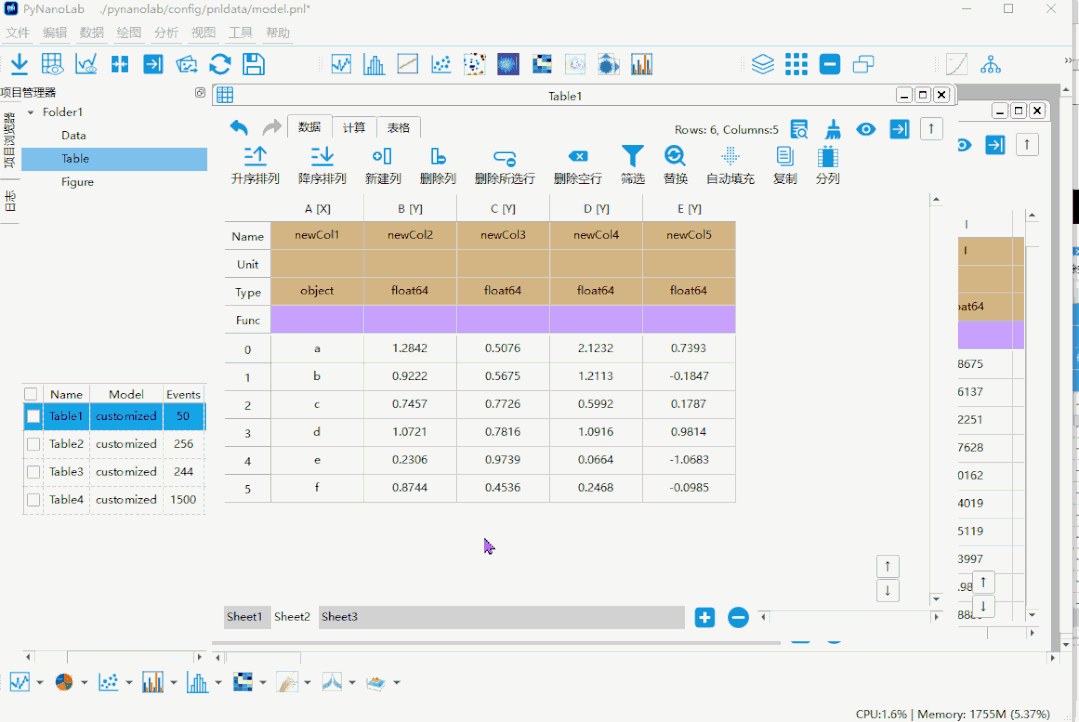 PyNanoLab ./pynanolab/config/pnldata/model.pnl*
文件 编辑 数据 绘图 分析 视图 工具 帮助
项目管理器
Table1
项目浏览器
日志
Folder1
Data
Table
Figure
数据 计算 表格
Rows: 6, Columns:5
升序排列 降序排列 新建列 删除列 删除所选行 删除空行 筛选 替换 自动填充 复制 分列
A [X] B [Y] C [Y] D [Y] E [Y]
Name newCol1 newCol2 newCol3 newCol4 newCol5
Unit
Type object float64 float64 float64 float64
Func
0 a 1.2842 0.5076 2.1232 0.7393
1 b 0.9222 0.5675 1.2113 -0.1847
2 c 0.7457 0.7726 0.5992 0.1787
3 d 1.0721 0.7816 1.0916 0.9814
4 e 0.2306 0.9739 0.0664 -1.0683
5 f 0.8744 0.4536 0.2468 -0.0985
Name Model Events
Table1 customized 50
Table2 customized 256
Table3 customized 244
Table4 customized 1500
oat64
8675
6137
2251
7628
0162
4019
5119
3997
Sheet1 Sheet2 Sheet3
CPU:1.6% | Memory: 1755M (5.37%)